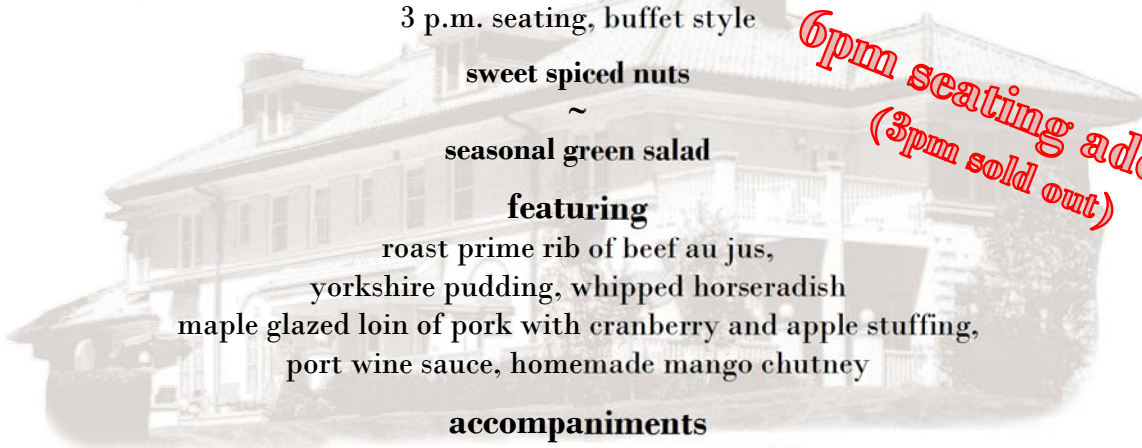 3 p.m. seating, buffet style
6pm seating
(3pm sold out)
sweet spiced nuts
~
seasonal green salad
featuring
roast prime rib of beef au jus,
yorkshire pudding, whipped horseradish
maple glazed loin of pork with cranberry and apple stuffing,
port wine sauce, homemade mango chutney
accompaniments